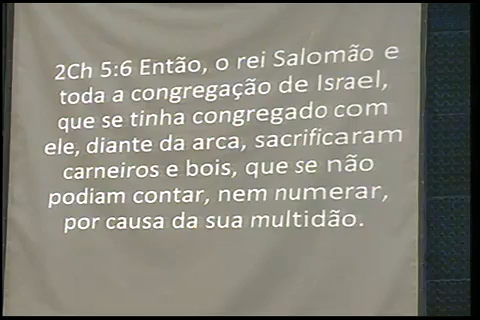 2Ch 5:6 Então, o rei Salomão e
toda a congregação de Israel,
que se tinha congregado com
ele, diante da arca, sacrificaram
carneiros e bois, que se não
podiam contar, nem numerar,
por causa da sua multidão.